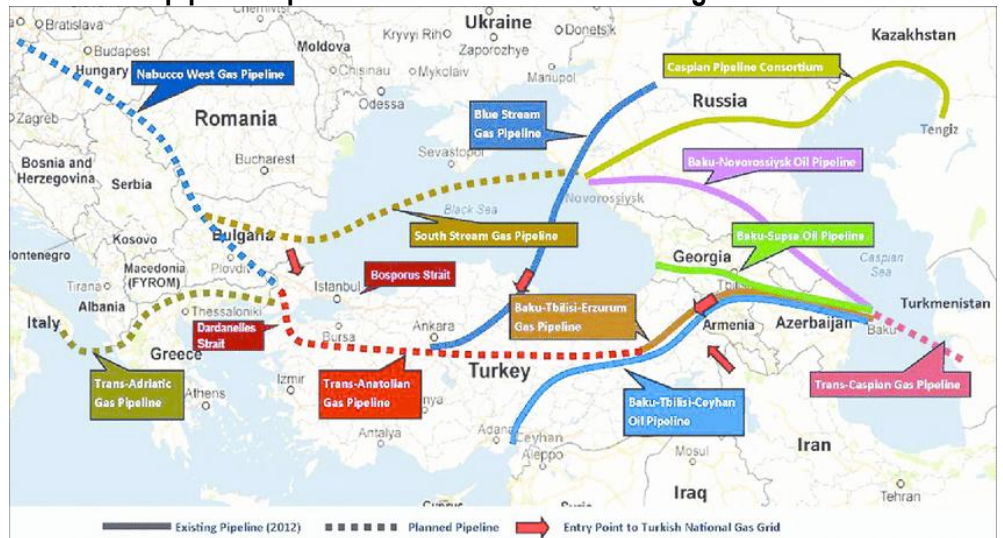 Bratislava
Budapest
Hungary
Moldova
Chisinau
Ukraine
Kryvyi Rih
Zaporozhye
Donets'k
Mykolaiv
Mariupol
Kazakhstan
Nabucco West Gas Pipeline
Caspian Pipeline Consortium
Odessa
Zagreb
Romania
Blue Stream
Gas Pipeline
Russia
Tengiz
Bosnia and
Herzegovina
Serbia
Bucharest
Sevastopol
Baku-Novorossiysk Oil Pipeline
Novorossiysk
Black Sea
Kosovo
Bulgaria
South Stream Gas Pipeline
Baku-Supsa Oil Pipeline
Georgia
Caspian
Sea
Montenegro
Macedonia
(FYROM)
Plovdiv
Tirana
Albania
Istanbul
Bosporus Strait
Baku-Tbilisi-Erzurum
Gas Pipeline
Armenia
Azerbaijan
Baku
Turkmenistan
Italy
Thessaloniki
Dardanelles
Strait
Bursa
Ankara
Greece
Turkey
Trans-Adriatic
Gas Pipeline
Athens
Izmir
Trans-Anatolian
Gas Pipeline
Baku-Tbilisi-Ceyhan
Oil Pipeline
Trans-Caspian Gas Pipeline
Antalya
Adana
Ceyhan
Aleppo
Mosul
Iraq
Iran
Tehran
Existing Pipeline (2012)
Planned Pipeline
Entry Point to Turkish National Gas Grid